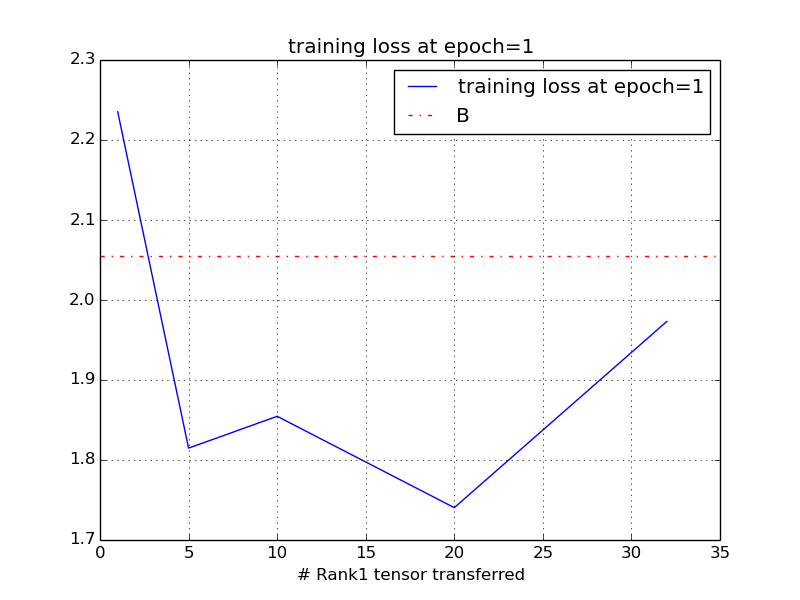 training loss at epoch=1
2.3
2.2
2.1
2.0
1.9
1.8
1.7
training loss at epoch=1
B
0 5 10 15 20 25 30 35
# Rank1 tensor transferred